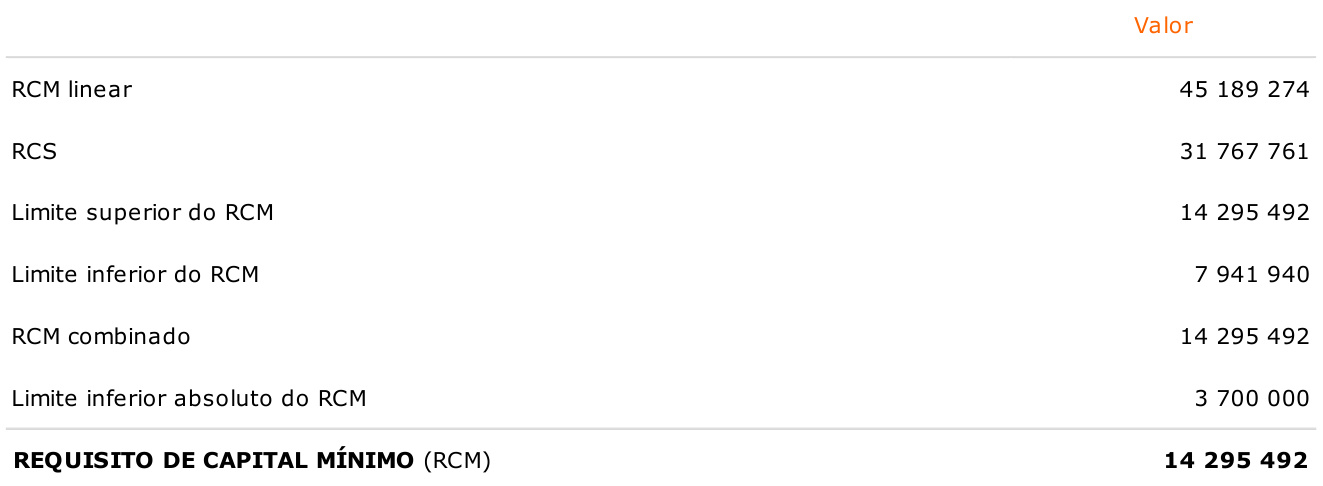 Valor
RCM linear 45 189 274
RCS 31 767 761
Limite superior do RCM 14 295 492
Limite inferior do RCM 7 941 940
RCM combinado 14 295 492
Limite inferior absoluto do RCM 3 700 000
REQUISITO DE CAPITAL MÍNIMO (RCM) 14 295 492